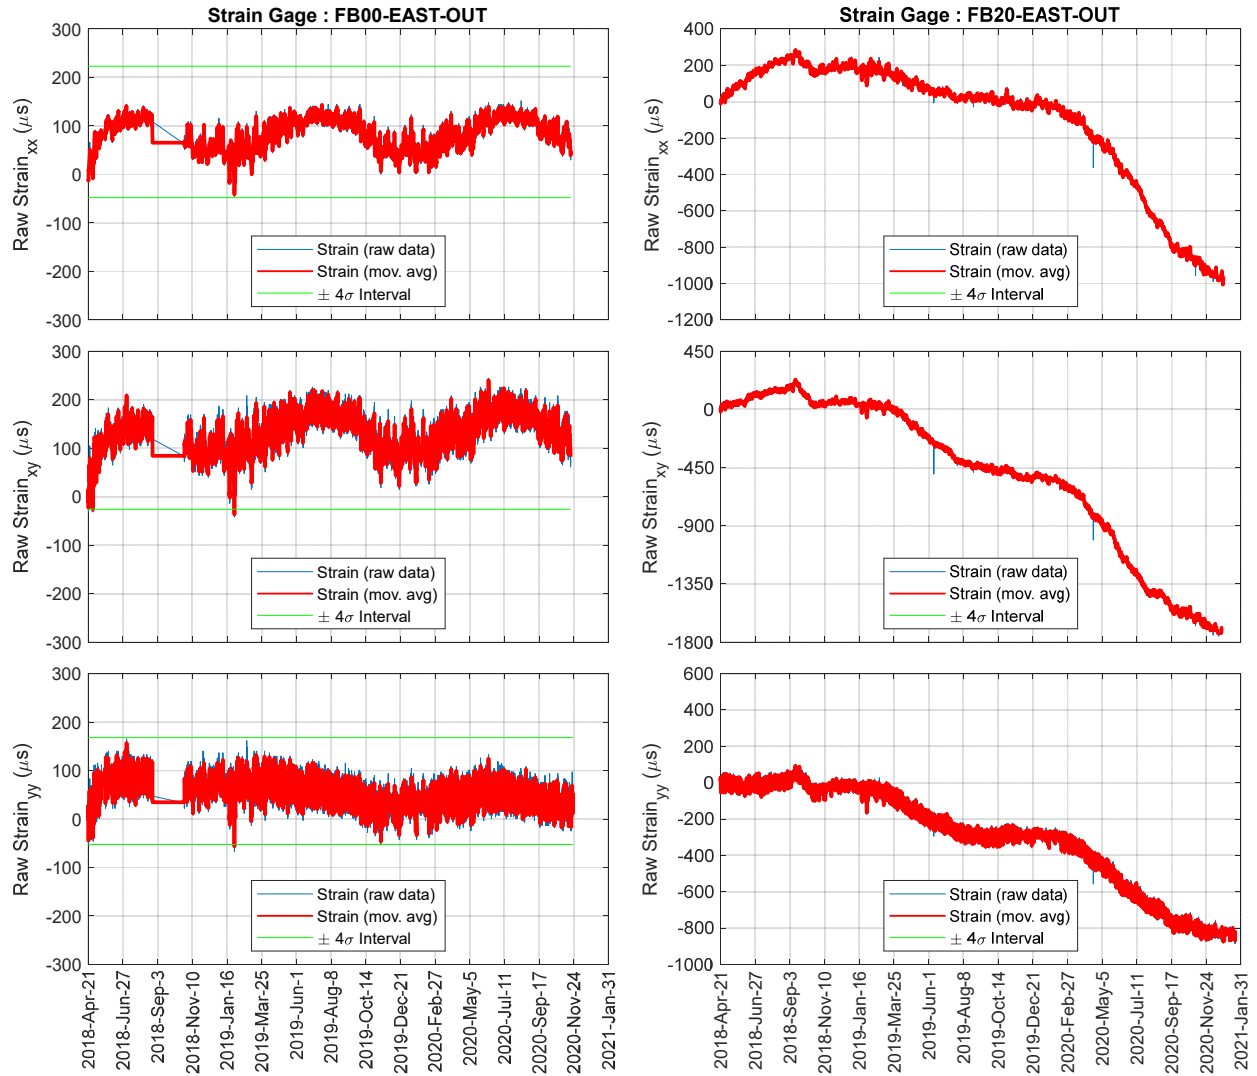 Strain Gage : FB00-EAST-OUT
300
200
100
0
-100
-200
-300
Raw Strain_xx (μs)
Strain (raw data)
Strain (mov. avg)
± 4σ Interval
300
200
100
0
-100
-200
-300
Raw Strain_xy (μs)
Strain (raw data)
Strain (mov. avg)
± 4σ Interval
300
200
100
0
-100
-200
-300
Raw Strain_yy (μs)
Strain (raw data)
Strain (mov. avg)
± 4σ Interval
2018-Apr-21
2018-Jun-27
2018-Sep-3
2018-Nov-10
2019-Jan-16
2019-Mar-25
2019-Jun-1
2019-Aug-8
2019-Oct-14
2019-Dec-21
2020-Feb-27
2020-May-5
2020-Jul-11
2020-Sep-17
2020-Nov-24
2021-Jan-31
Strain Gage : FB20-EAST-OUT
400
200
0
-200
-400
-600
-800
-1000
-1200
Raw Strain_xx (μs)
Strain (raw data)
Strain (mov. avg)
± 4σ Interval
450
0
-450
-900
-1350
-1800
Raw Strain_xy (μs)
Strain (raw data)
Strain (mov. avg)
± 4σ Interval
600
400
200
0
-200
-400
-600
-800
-1000
Raw Strain_yy (μs)
Strain (raw data)
Strain (mov. avg)
± 4σ Interval
2018-Apr-21
2018-Jun-27
2018-Sep-3
2018-Nov-10
2019-Jan-16
2019-Mar-25
2019-Jun-1
2019-Aug-8
2019-Oct-14
2019-Dec-21
2020-Feb-27
2020-May-5
2020-Jul-11
2020-Sep-17
2020-Nov-24
2021-Jan-31